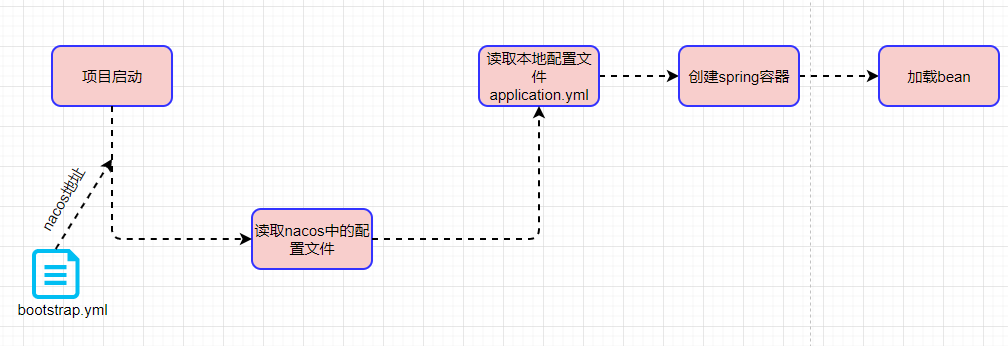 项目启动
读取本地配置文
件
application.yml
创建spring容器
加载bean
nacos地址
读取nacos中的配
置文件
bootstrap.yml